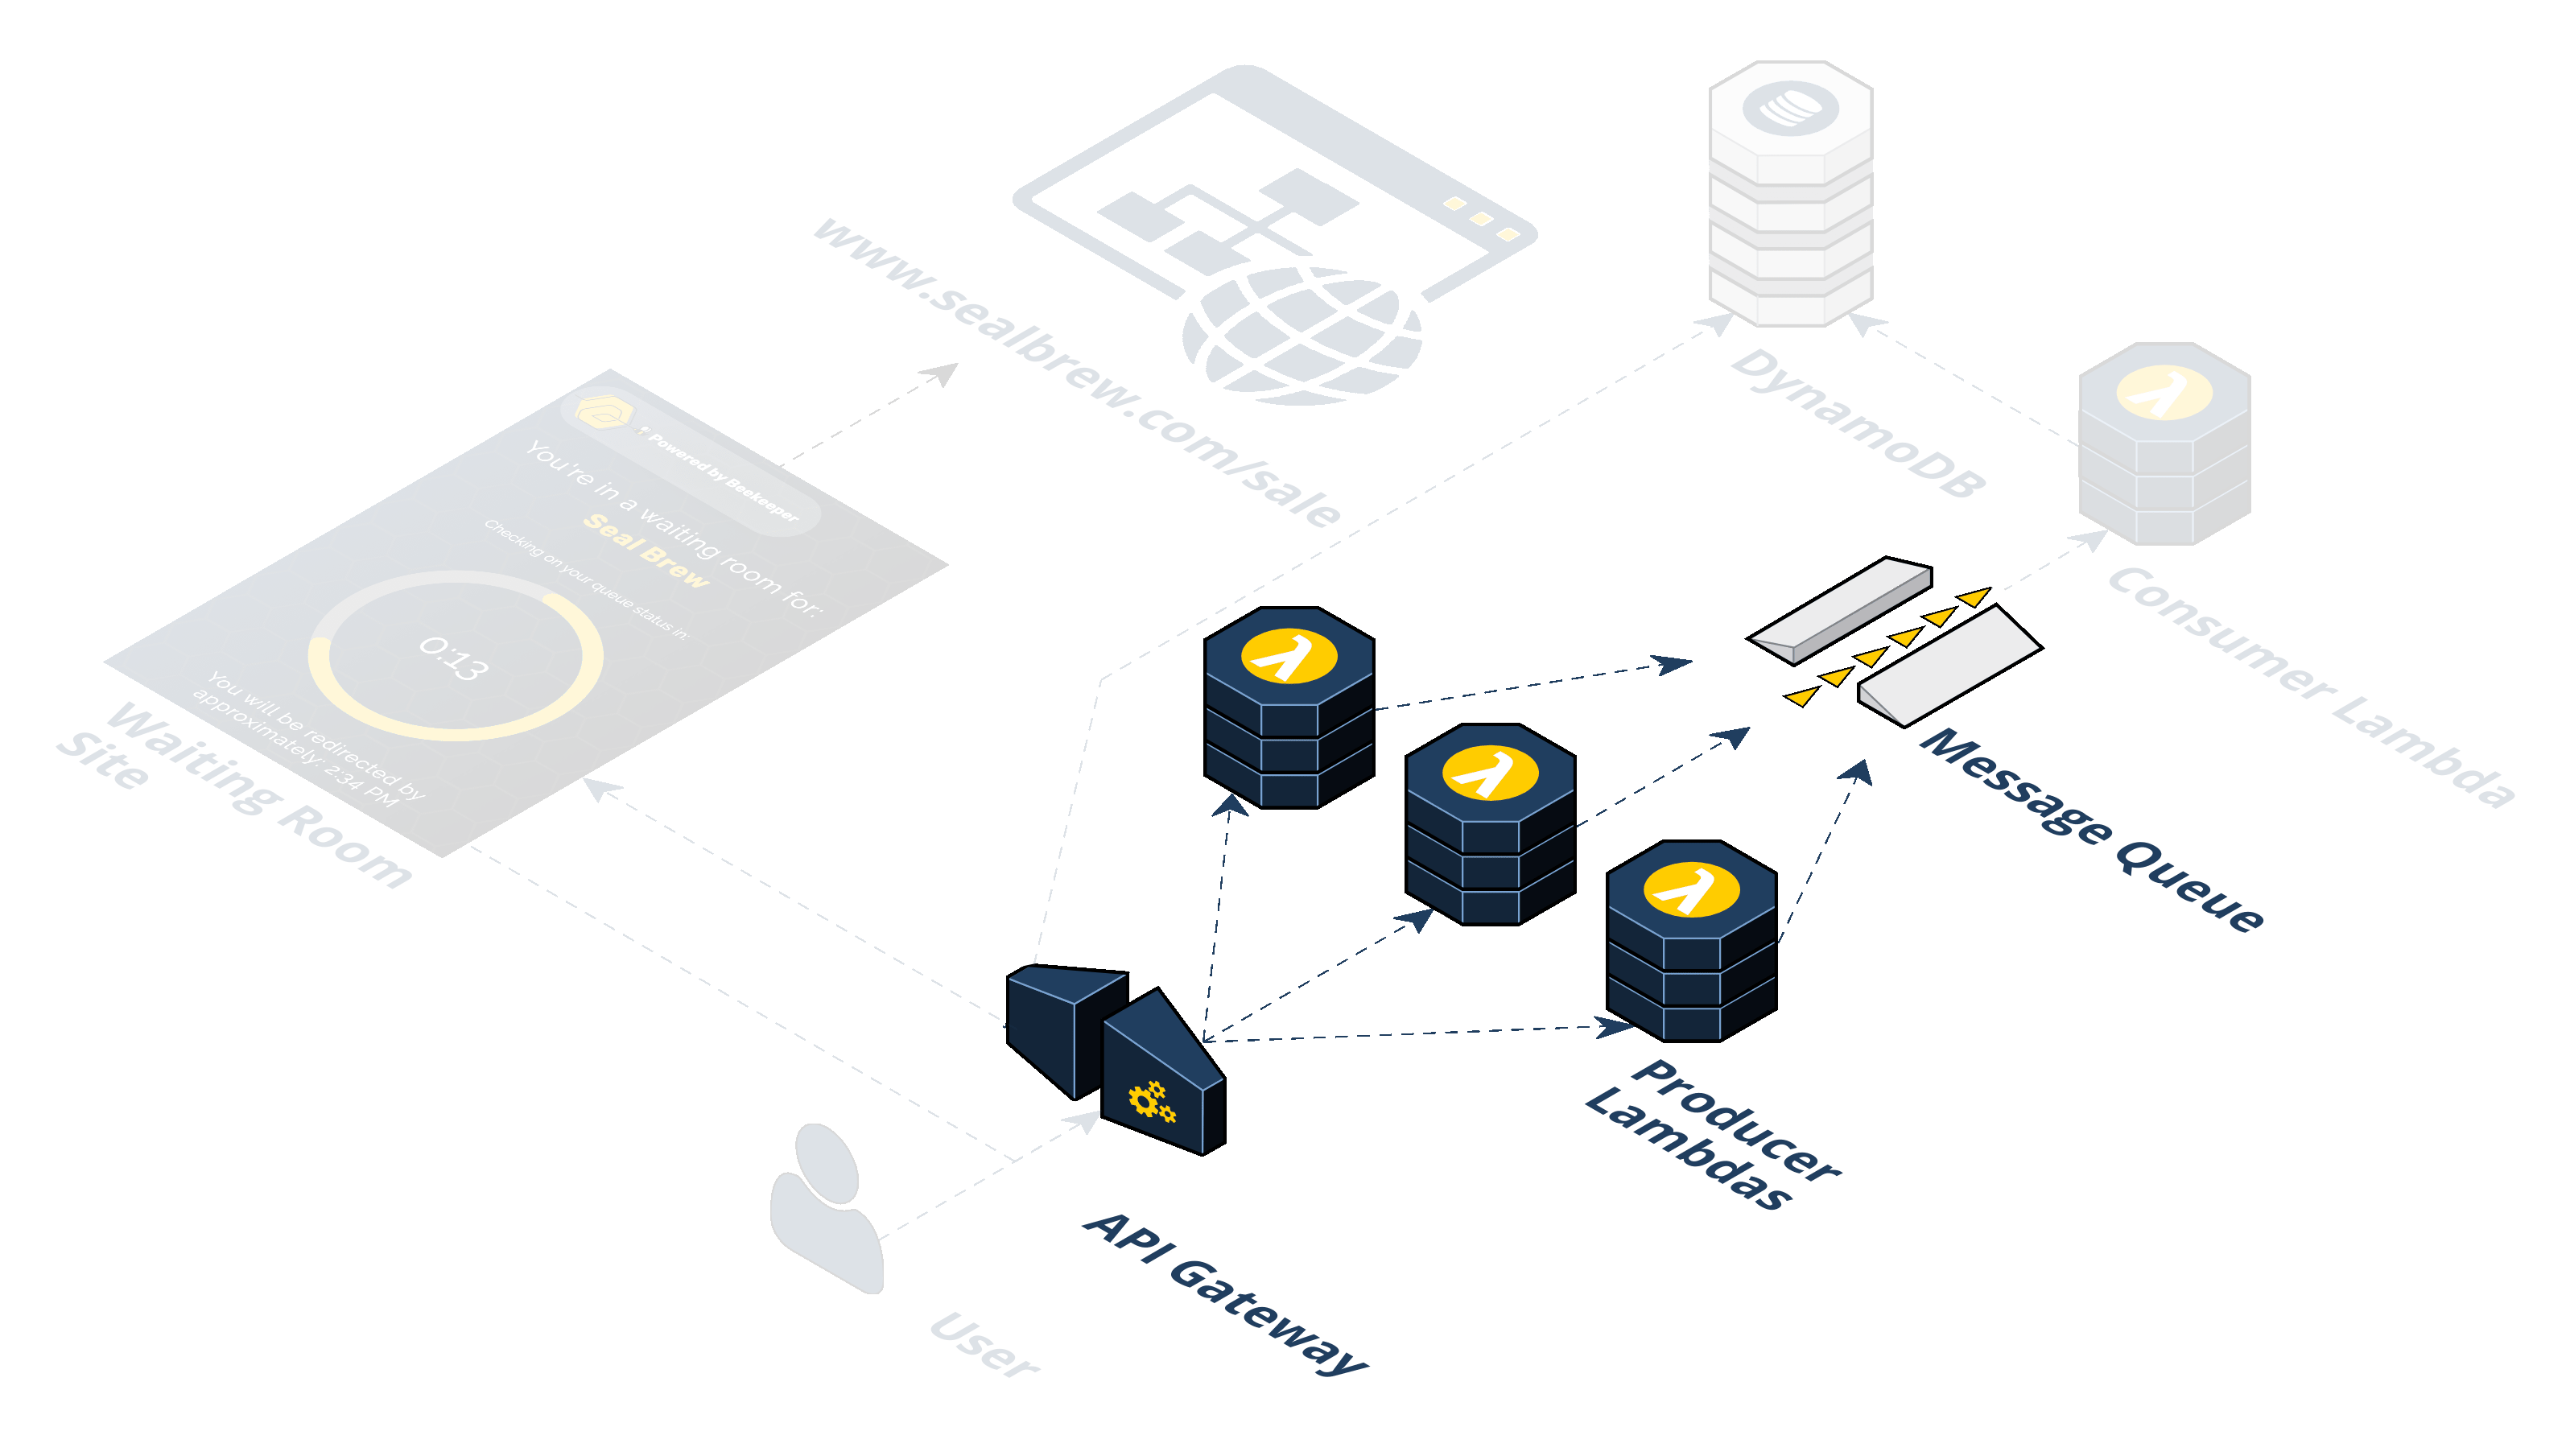 www.sealbrew.com/sale
DynamoDB
Consumer Lambda
Powered by Beekeeper
You're in a waiting room for:
Seal Brew
Checking on your queue status in:
0:13
You will be redirected by
approximately: 2:34 PM
Waiting Room
Site
Message Queue
Producer
Lambdas
API Gateway
User